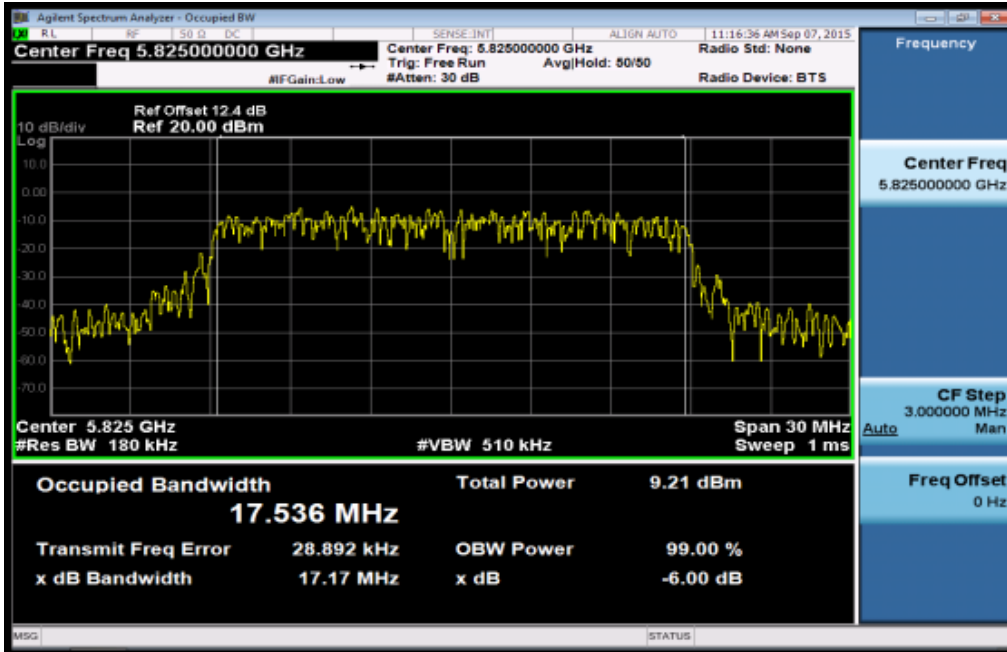 Agilent Spectrum Analyzer - Occupied BW
RL RF 50 Ω DC SENSE:INT ALIGN AUTO 11:16:36 AM Sep 07, 2015
Center Freq 5.825000000 GHz
Center Freq: 5.825000000 GHz
Radio Std: None
Trig: Free Run Avg|Hold: 50/50
#IFGain:Low
#Atten: 30 dB
Radio Device: BTS
Ref Offset 12.4 dB
10 dB/div Ref 20.00 dBm
Log
10.0
0.00
-10.0
-20.0
-30.0
-40.0
-50.0
-60.0
-70.0
Center 5.825 GHz Span 30 MHz
#Res BW 180 kHz #VBW 510 kHz Sweep 1 ms
Occupied Bandwidth Total Power 9.21 dBm
17.536 MHz
Transmit Freq Error 28.892 kHz OBW Power 99.00 %
x dB Bandwidth 17.17 MHz x dB -6.00 dB
MSG STATUS
Frequency
Center Freq
5.825000000 GHz
CF Step
3.000000 MHz
Auto Man
Freq Offset
0 Hz